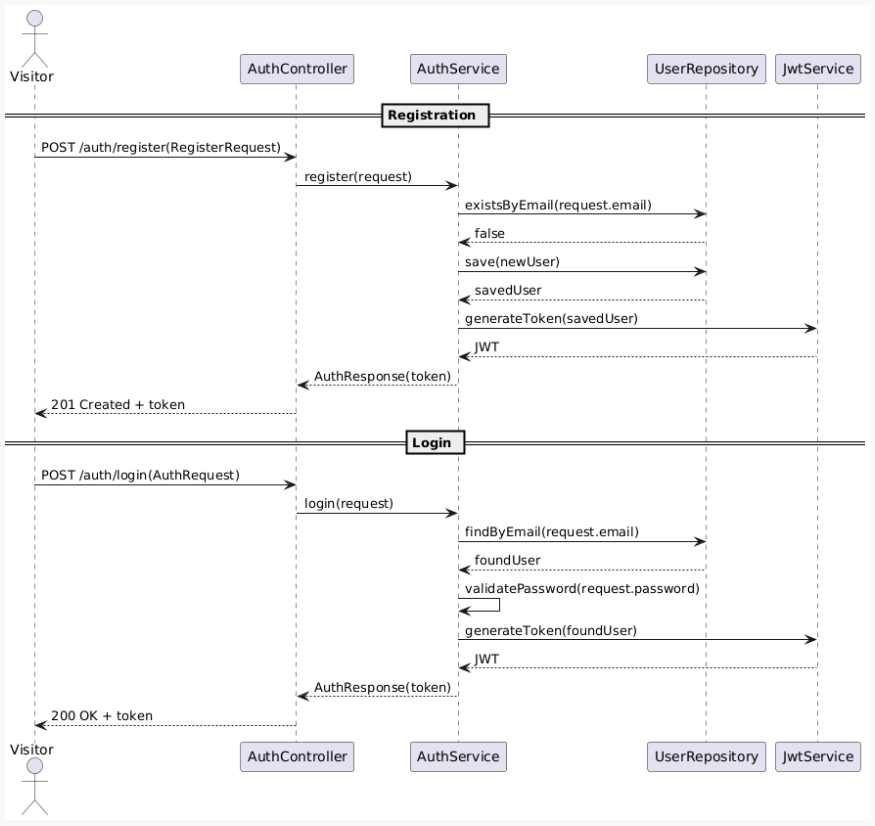 Visitor
AuthController
AuthService
UserRepository
JwtService
Registration
POST /auth/register(RegisterRequest)
register(request)
existsByEmail(request.email)
false
save(newUser)
savedUser
generateToken(savedUser)
JWT
AuthResponse(token)
201 Created + token
Login
POST /auth/login(AuthRequest)
login(request)
findByEmail(request.email)
foundUser
validatePassword(request.password)
generateToken(foundUser)
JWT
AuthResponse(token)
200 OK + token
Visitor
AuthController
AuthService
UserRepository
JwtService